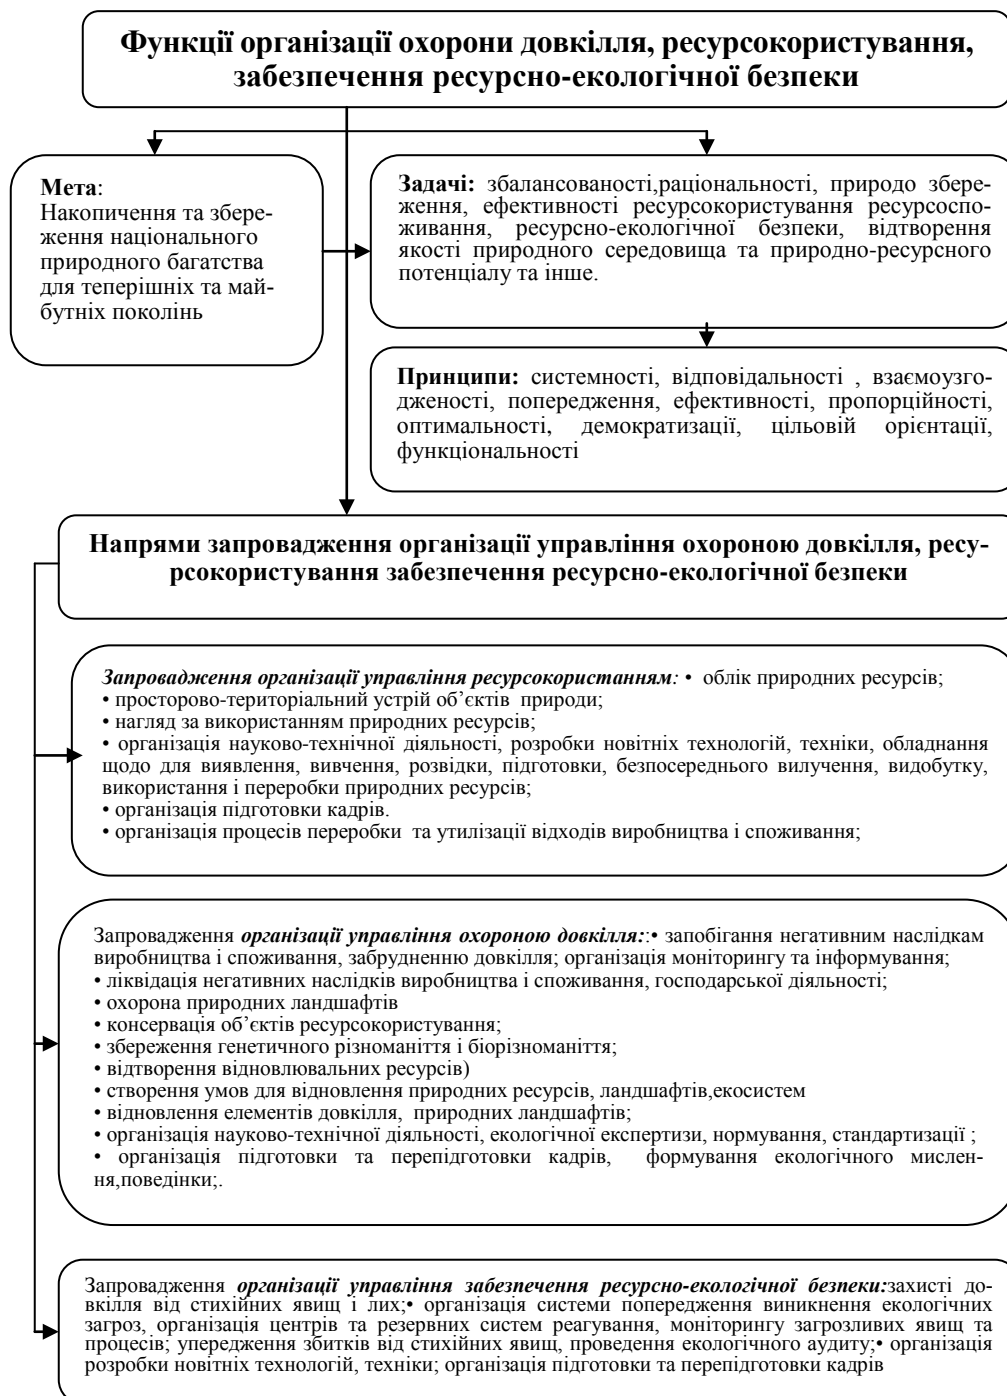 Функції організації охорони довкілля, ресурсокористування,
забезпечення ресурсно-екологічної безпеки
Мета:
Накопичення та збере-
ження національного
природного багатства
для теперішніх та май-
бутніх поколінь
Задачі: збалансованості,раціональності, природо збере-
ження, ефективності ресурсокористування ресурсоспо-
живання, ресурсно-екологічної безпеки, відтворення
якості природного середовища та природно-ресурсного
потенціалу та інше.
Принципи: системності, відповідальності , взаємоузго-
дженості, попередження, ефективності, пропорційності,
оптимальності, демократизації, цільовій орієнтації,
функціональності
Напрями запровадження організації управління охороною довкілля, ресу-
рсокористування забезпечення ресурсно-екологічної безпеки
Запровадження організації управління ресурсокористанням: • облік природних ресурсів;
• просторово-територіальний устрій об’єктів природи;
• нагляд за використанням природних ресурсів;
• організація науково-технічної діяльності, розробки новітніх технологій, техніки, обладнання
щодо для виявлення, вивчення, розвідки, підготовки, безпосереднього вилучення, видобутку,
використання і переробки природних ресурсів;
• організація підготовки кадрів.
• організація процесів переробки та утилізації відходів виробництва і споживання;
Запровадження організації управління охороною довкілля::• запобігання негативним наслідкам
виробництва і споживання, забрудненню довкілля; організація моніторингу та інформування;
• ліквідація негативних наслідків виробництва і споживання, господарської діяльності;
• охорона природних ландшафтів
• консервація об’єктів ресурсокористування;
• збереження генетичного різноманіття і біорізноманіття;
• відтворення відновлювальних ресурсів)
• створення умов для відновлення природних ресурсів, ландшафтів,екосистем
• відновлення елементів довкілля, природних ландшафтів;
• організація науково-технічної діяльності, екологічної експертизи, нормування, стандартизації ;
• організація підготовки та перепідготовки кадрів, формування екологічного мислен-
ня,поведінки;.
Запровадження організації управління забезпечення ресурсно-екологічної безпеки:захисті до-
вкілля від стихійних явищ і лих;• організація системи попередження виникнення екологічних
загроз, організація центрів та резервних систем реагування, моніторингу загрозливих явищ та
процесів; упередження збитків від стихійних явищ, проведення екологічного аудиту;• організація
розробки новітніх технологій, техніки; організація підготовки та перепідготовки кадрів